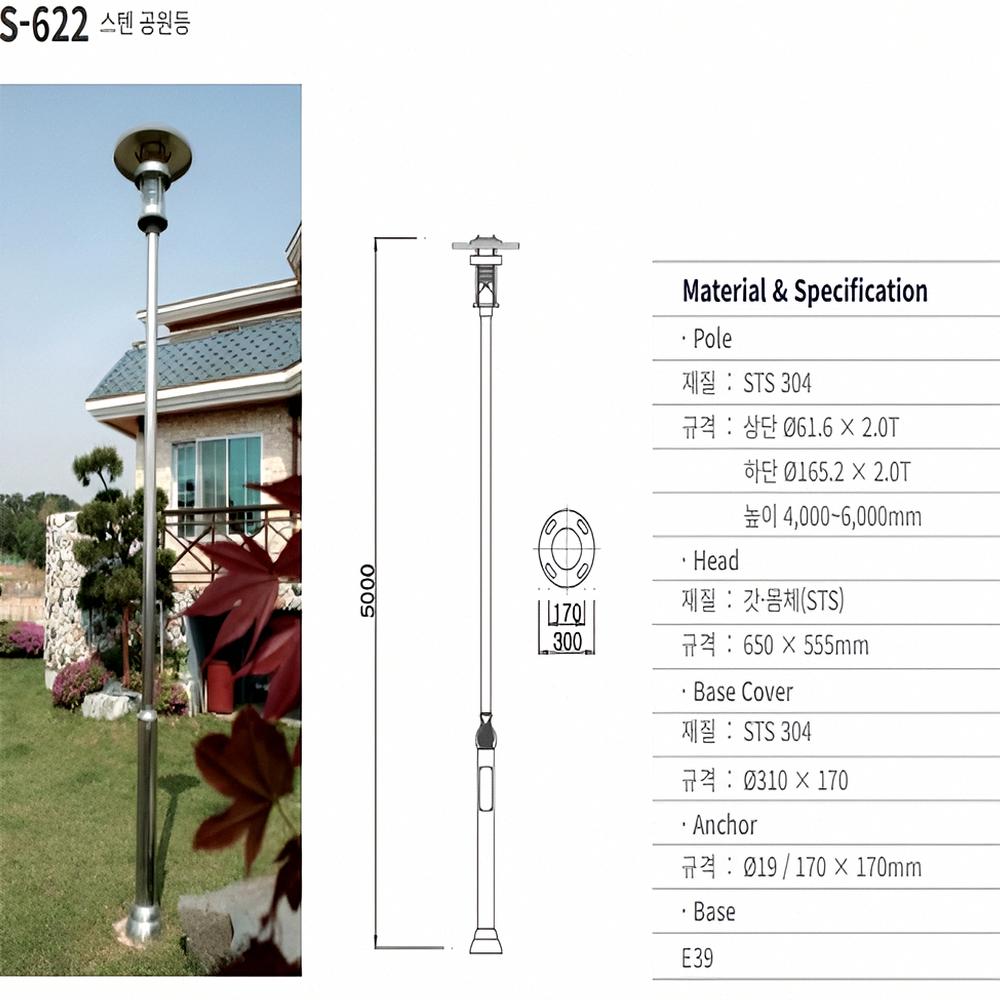 S-622 스텐 공원등
5000
170
300
Material & Specification
· Pole
재질 : STS 304
규격 : 상단 Ø61.6 × 2.0T
하단 Ø165.2 × 2.0T
높이 4,000~6,000mm
· Head
재질 : 갓·몸체(STS)
규격 : 650 × 555mm
· Base Cover
재질 : STS 304
규격 : Ø310 × 170
· Anchor
규격 : Ø19 / 170 × 170mm
· Base
E39